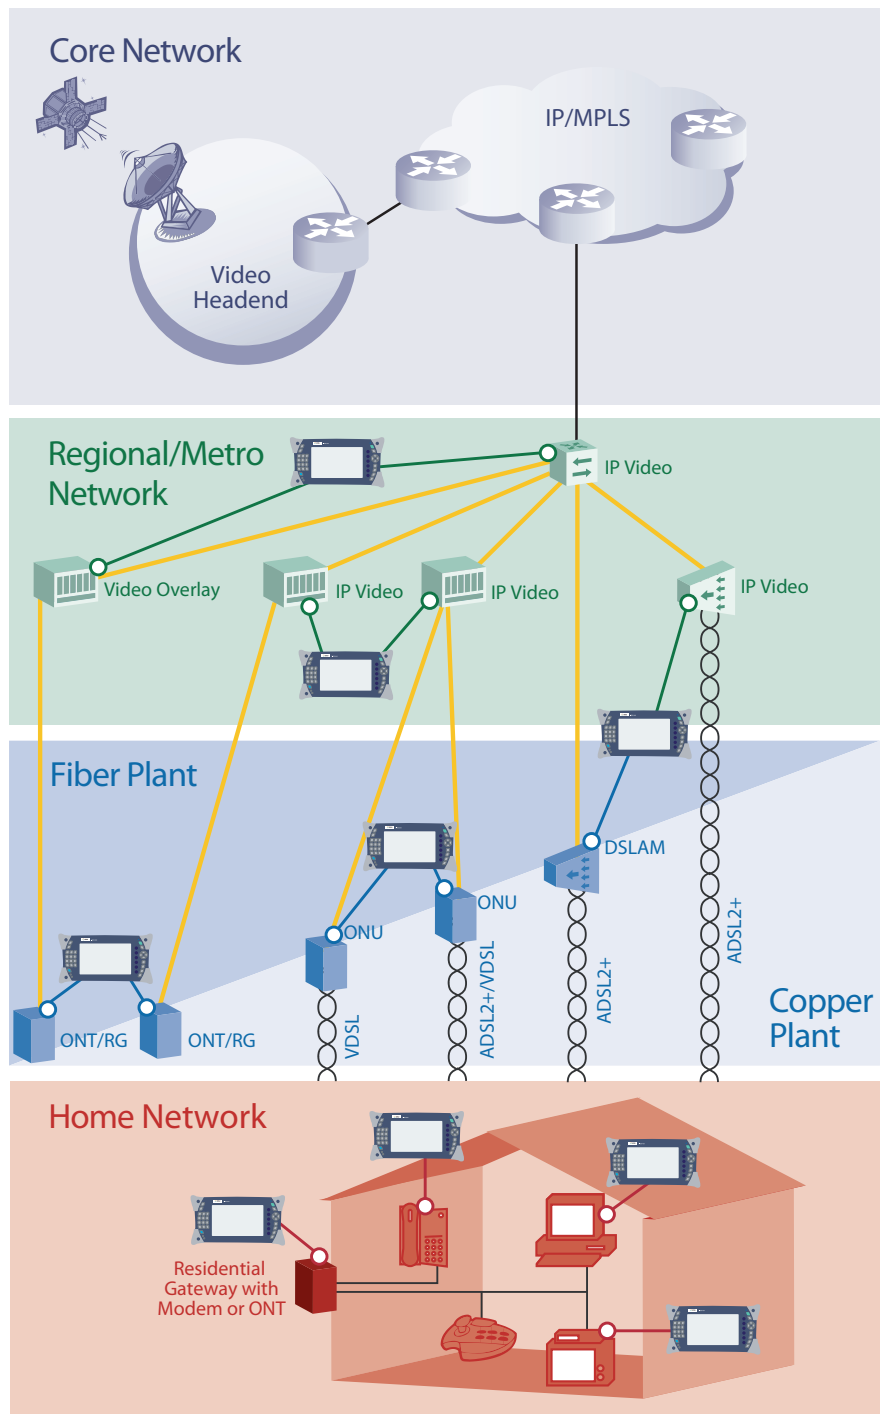 Core Network
IP/MPLS
Video
Headend
Regional/Metro
Network
IP Video
Video Overlay
IP Video
IP Video
IP Video
Fiber Plant
DSLAM
ONU
ONU
ADSL2+
ADSL2+/VDSL
ADSL2+
VDSL
Copper
Plant
ONT/RG
ONT/RG
Home Network
Residential
Gateway with
Modem or ONT